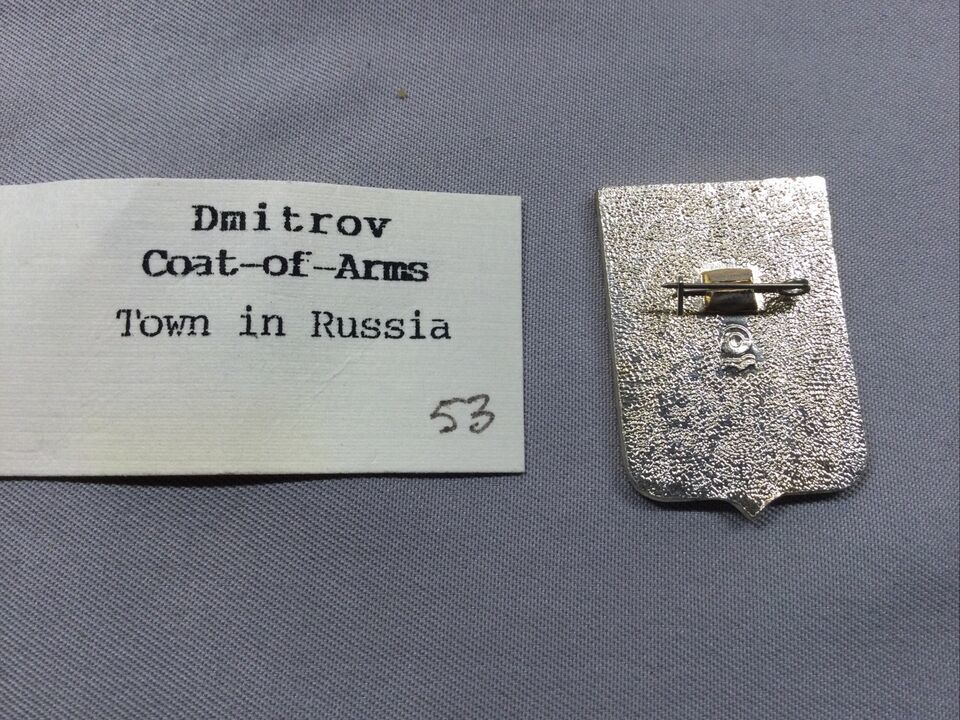 Dmitrov
Coat-of-Arms
Town in Russia
53